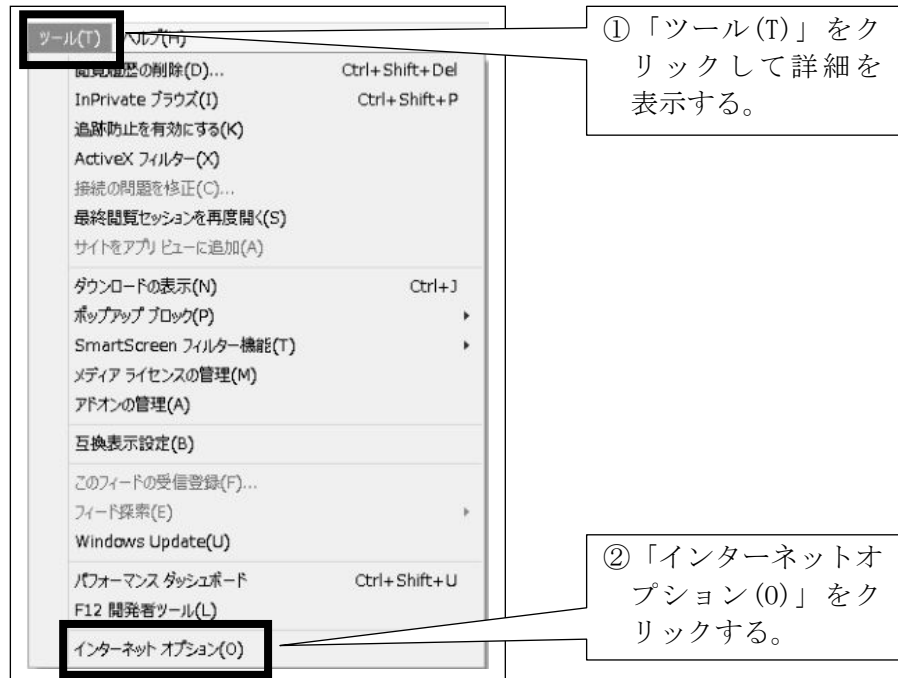 ツール(T) ヘルプ(H)
閲覧履歴の削除(D)... Ctrl+Shift+Del
InPrivate ブラウズ(I) Ctrl+Shift+P
追跡防止を有効にする(K)
ActiveX フィルター(X)
接続の問題を修正(C)...
最終閲覧セッションを再度開く(S)
サイトをアプリ ビューに追加(A)
ダウンロードの表示(N) Ctrl+J
ポップアップ ブロック(P)
SmartScreen フィルター機能(T)
メディア ライセンスの管理(M)
アドオンの管理(A)
互換表示設定(B)
このフィードの受信登録(F)...
フィード探索(E)
Windows Update(U)
パフォーマンス ダッシュボード Ctrl+Shift+U
F12 開発者ツール(L)
インターネット オプション(O)
①「ツール(T)」をク
リックして詳細を
表示する。
②「インターネットオ
プション(O)」をク
リックする。